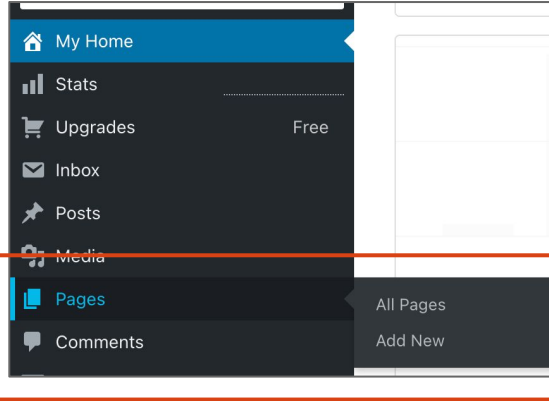 My Home
Stats
Upgrades Free
Inbox
Posts
Media
Pages
All Pages
Comments
Add New